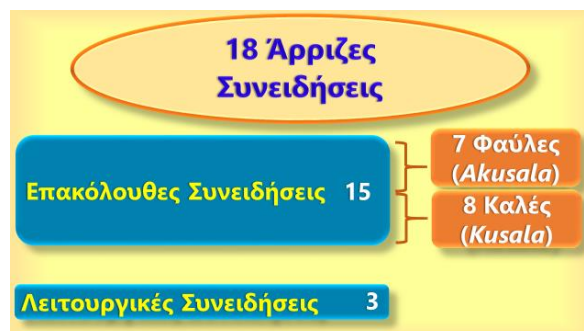 18 Άρριζες
Συνειδήσεις
Επακόλουθες Συνειδήσεις 15
7 Φαύλες
(Akusala)
8 Καλές
(Kusala)
Λειτουργικές Συνειδήσεις 3